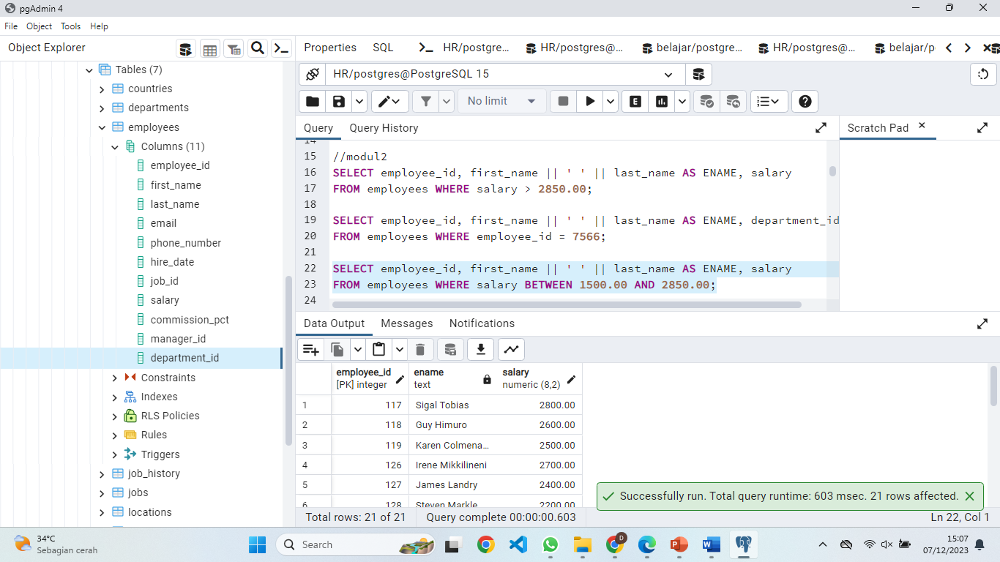 pgAdmin 4
File Object Tools Help
Object Explorer
Properties SQL HR/postgre... HR/postgres@... belajar/postgre... HR/postgres@... belajar/p
Tables (7)
countries
departments
employees
Columns (11)
employee_id
first_name
last_name
email
phone_number
hire_date
job_id
salary
commission_pct
manager_id
department_id
Constraints
Indexes
RLS Policies
Rules
Triggers
job_history
jobs
locations
HR/postgres@PostgreSQL 15
No limit
E
Query Query History
Scratch Pad
14
15 //modul2
16 SELECT employee_id, first_name || ' ' || last_name AS ENAME, salary
17 FROM employees WHERE salary > 2850.00;
18
19 SELECT employee_id, first_name || ' ' || last_name AS ENAME, department_id
20 FROM employees WHERE employee_id = 7566;
21
22 SELECT employee_id, first_name || ' ' || last_name AS ENAME, salary
23 FROM employees WHERE salary BETWEEN 1500.00 AND 2850.00;
24
Data Output Messages Notifications
employee_id ename salary
[PK] integer text numeric (8,2)
1 117 Sigal Tobias 2800.00
2 118 Guy Himuro 2600.00
3 119 Karen Colmena... 2500.00
4 126 Irene Mikkilineni 2700.00
5 127 James Landry 2400.00
6 128 Steven Markle 2200.00
Successfully run. Total query runtime: 603 msec. 21 rows affected.
Total rows: 21 of 21 Query complete 00:00:00.603 Ln 22, Col 1
34°C
Sebagian cerah
Search
D
15:07
07/12/2023